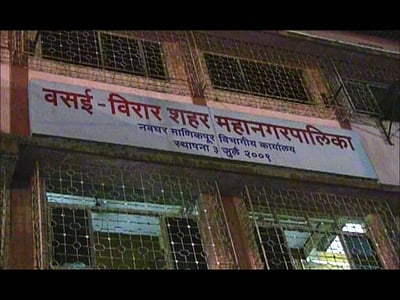 वसई-विरार शहर महानगरपालिका
नवघर माणिकपूर विभागीय कार्यालय
स्थापना ३ जुलै २००९